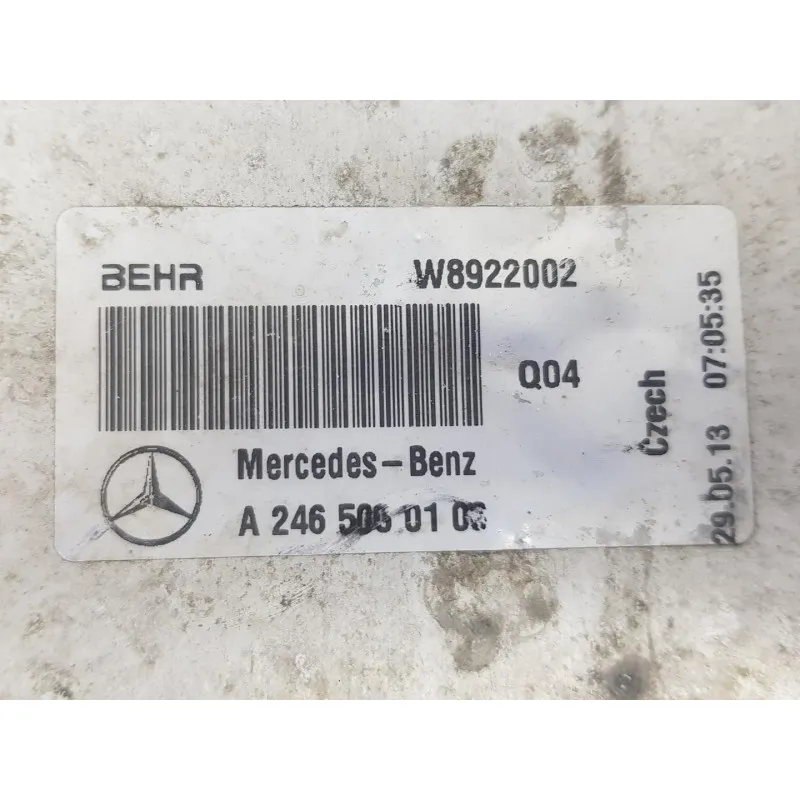 BEHR W8922002
Q04
Mercedes-Benz
A 246 01
Czech
29.05.13 07:05:35